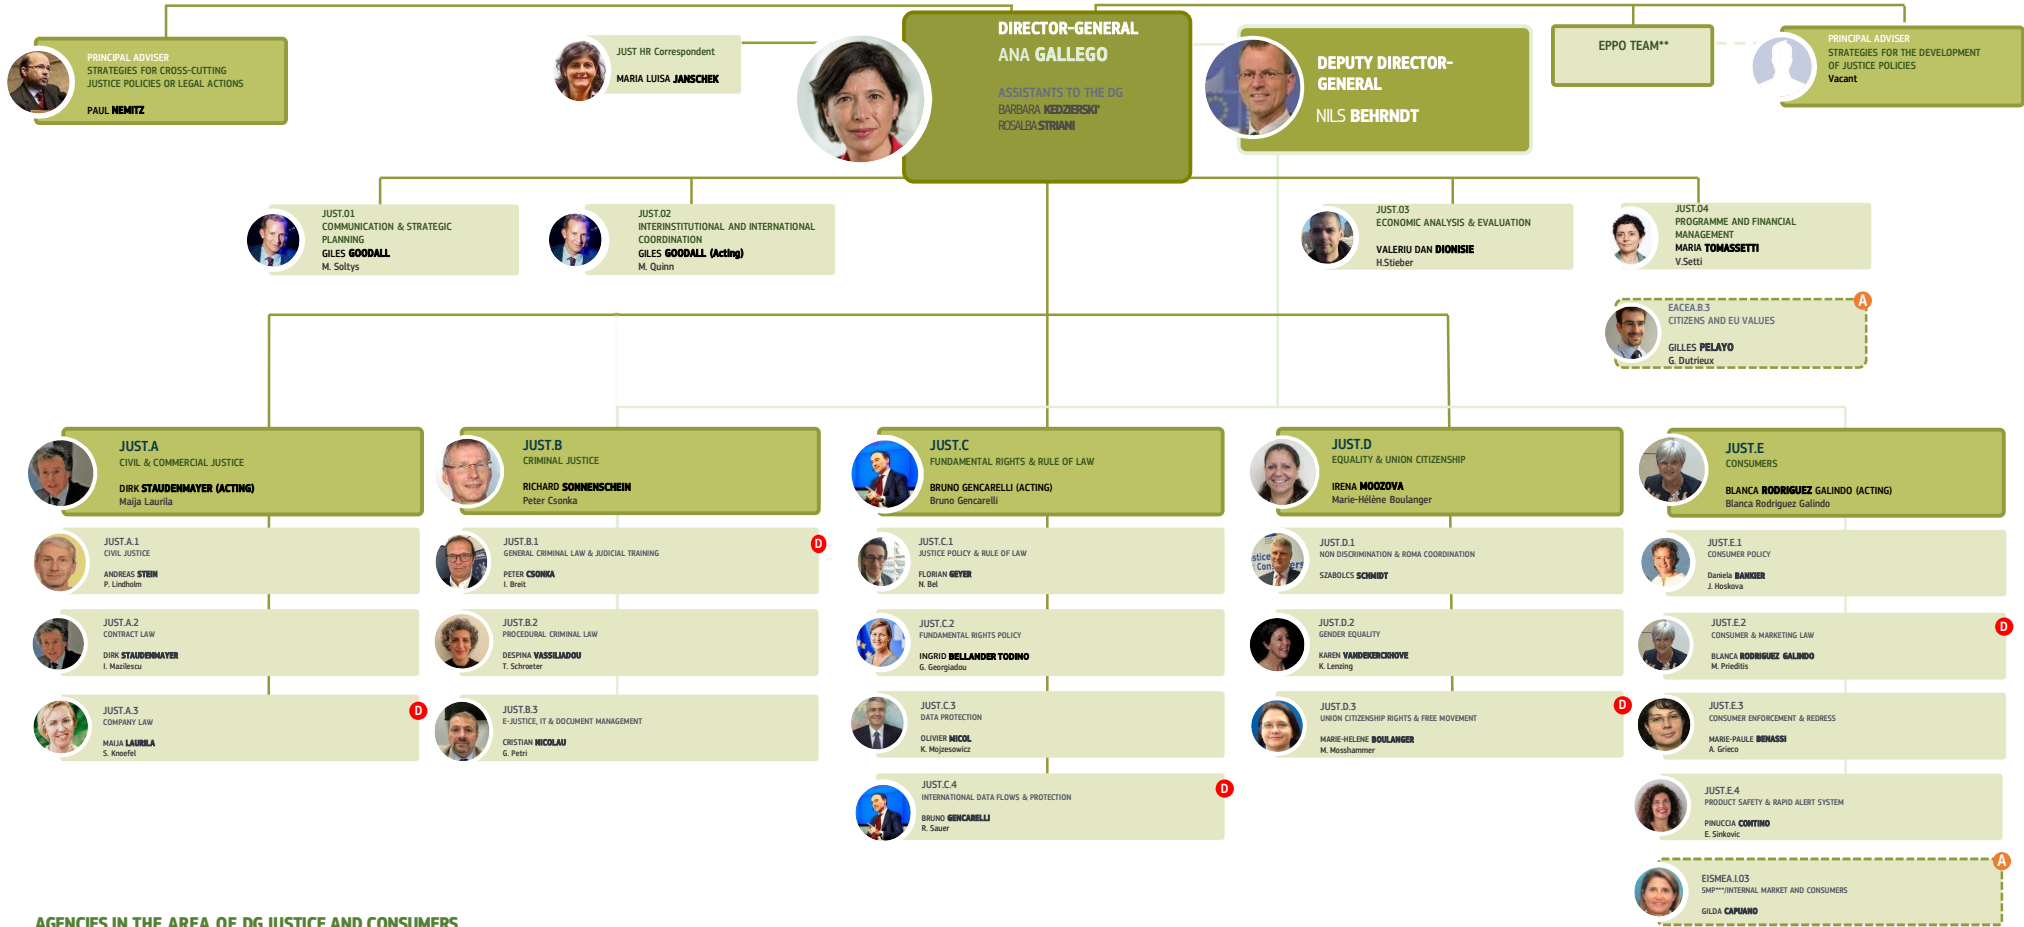 PRINCIPAL ADVISER
STRATEGIES FOR CROSS-CUTTING
JUSTICE POLICIES OR LEGAL ACTIONS
PAUL NEMITZ
JUST HR Correspondent
MARIA LUISA JANSCHEK
DIRECTOR-GENERAL
ANA GALLEGO
ASSISTANTS TO THE DG
BARBARA KEDZIERSKI*
ROSALBA STRIANI
DEPUTY DIRECTOR-
GENERAL
NILS BEHRNDT
EPPO TEAM**
PRINCIPAL ADVISER
STRATEGIES FOR THE DEVELOPMENT
OF JUSTICE POLICIES
Vacant
JUST.01
COMMUNICATION & STRATEGIC
PLANNING
GILES GOODALL
M. Soltys
JUST.02
INTERINSTITUTIONAL AND INTERNATIONAL
COORDINATION
GILES GOODALL (Acting)
M. Quinn
JUST.03
ECONOMIC ANALYSIS & EVALUATION
VALERIU DAN DIONISIE
H.Stieber
JUST.04
PROGRAMME AND FINANCIAL
MANAGEMENT
MARIA TOMASSETTI
V.Setti
A
EACEA.B.3
CITIZENS AND EU VALUES
GILLES PELAYO
G. Dutrieux
JUST.A
CIVIL & COMMERCIAL JUSTICE
DIRK STAUDENMAYER (ACTING)
Maija Laurila
JUST.A.1
CIVIL JUSTICE
ANDREAS STEIN
P. Lindholm
JUST.A.2
CONTRACT LAW
DIRK STAUDENMAYER
I. Mazilescu
JUST.A.3
D
COMPANY LAW
MAIJA LAURILA
S. Knoefel
JUST.B
CRIMINAL JUSTICE
RICHARD SONNENSCHEIN
Peter Csonka
JUST.B.1
D
GENERAL CRIMINAL LAW & JUDICIAL TRAINING
PETER CSONKA
I. Breit
JUST.B.2
PROCEDURAL CRIMINAL LAW
DESPINA VASSILIADOU
T. Schroeter
JUST.B.3
E-JUSTICE, IT & DOCUMENT MANAGEMENT
CRISTIAN NICOLAU
G. Petri
JUST.C
FUNDAMENTAL RIGHTS & RULE OF LAW
BRUNO GENCARELLI (ACTING)
Bruno Gencarelli
JUST.C.1
JUSTICE POLICY & RULE OF LAW
FLORIAN GEYER
N. Bel
JUST.C.2
FUNDAMENTAL RIGHTS POLICY
INGRID BELLANDER TODINO
G. Georgiadou
JUST.C.3
DATA PROTECTION
OLIVIER MICOL
K. Mojzesowicz
JUST.C.4
D
INTERNATIONAL DATA FLOWS & PROTECTION
BRUNO GENCARELLI
R. Sauer
JUST.D
EQUALITY & UNION CITIZENSHIP
IRENA MOOZOVA
Marie-Hélène Boulanger
JUST.D.1
NON DISCRIMINATION & ROMA COORDINATION
SZABOLCS SCHMIDT
JUST.D.2
GENDER EQUALITY
KAREN VANDEKERCKHOVE
K. Lenzing
JUST.D.3
D
UNION CITIZENSHIP RIGHTS & FREE MOVEMENT
MARIE-HELENE BOULANGER
M. Mosshammer
JUST.E
CONSUMERS
BLANCA RODRIGUEZ GALINDO (ACTING)
Blanca Rodriguez Galindo
JUST.E.1
CONSUMER POLICY
Daniela BANKIER
J. Hoskova
JUST.E.2
D
CONSUMER & MARKETING LAW
BLANCA RODRIGUEZ GALINDO
M. Prieditis
JUST.E.3
CONSUMER ENFORCEMENT & REDRESS
MARIE-PAULE BENASSI
A. Grieco
JUST.E.4
PRODUCT SAFETY & RAPID ALERT SYSTEM
PINUCCIA CONTINO
E. Sinkovic
A
EISMEA.I.03
SMP***/INTERNAL MARKET AND CONSUMERS
GILDA CAPUANO
AGENCIES IN THE AREA OF DG JUSTICE AND CONSUMERS